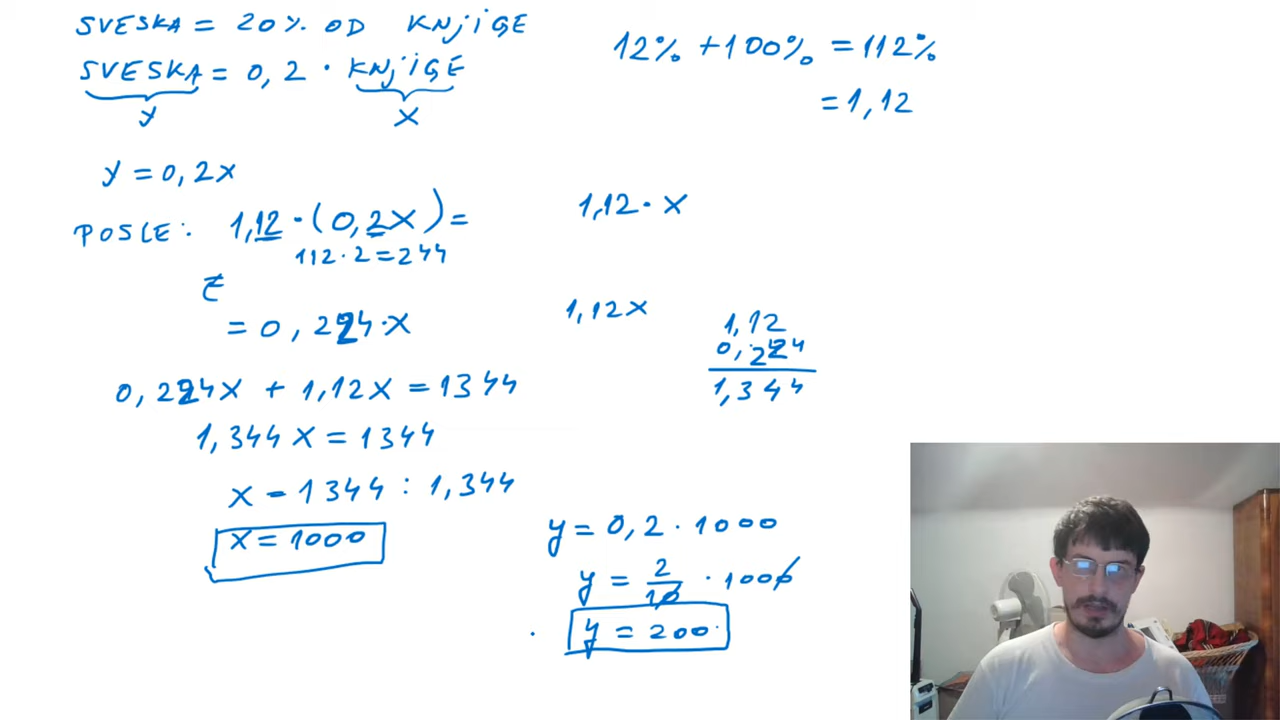 SVESKA = 20% OD KNJIGE
SVESKA = 0,2 · KNJIGE
y x
y = 0,2x
POSLE: 1,12 · (0,2x) =
112 · 2 = 244
= 0,224 · x
0,224x + 1,12x = 1344
1,344x = 1344
x = 1344 : 1,344
x = 1000
12% + 100% = 112%
= 1,12
1,12 · x
1,12x
1,12
0,224
1,344
y = 0,2 · 1000
y = 2/10 · 1000
y = 200